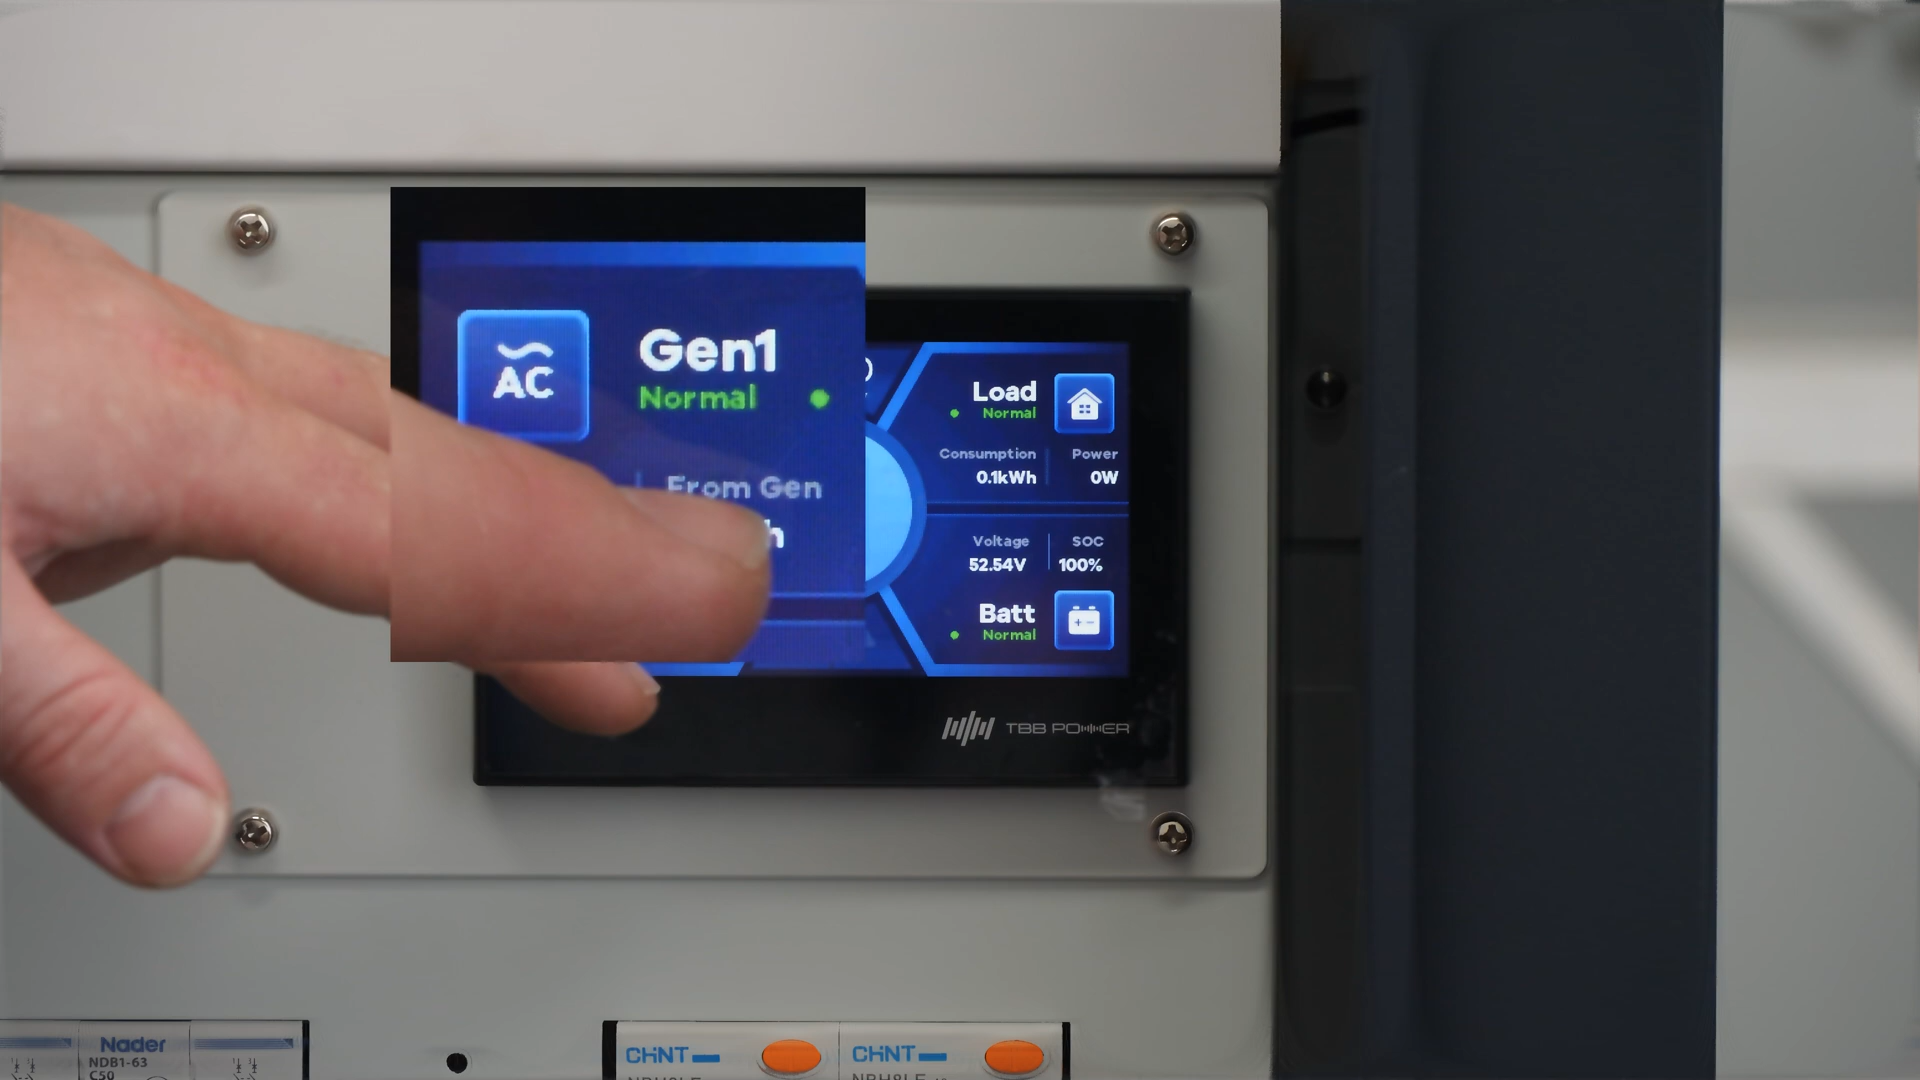 AC
Gen1
Normal
From Gen
h
Load
Normal
Consumption
Power
0.1kWh
0W
Voltage
SOC
52.54V
100%
Batt
Normal
TBB POWER
Nader
NDB1-63
C50
CHNT
CHNT